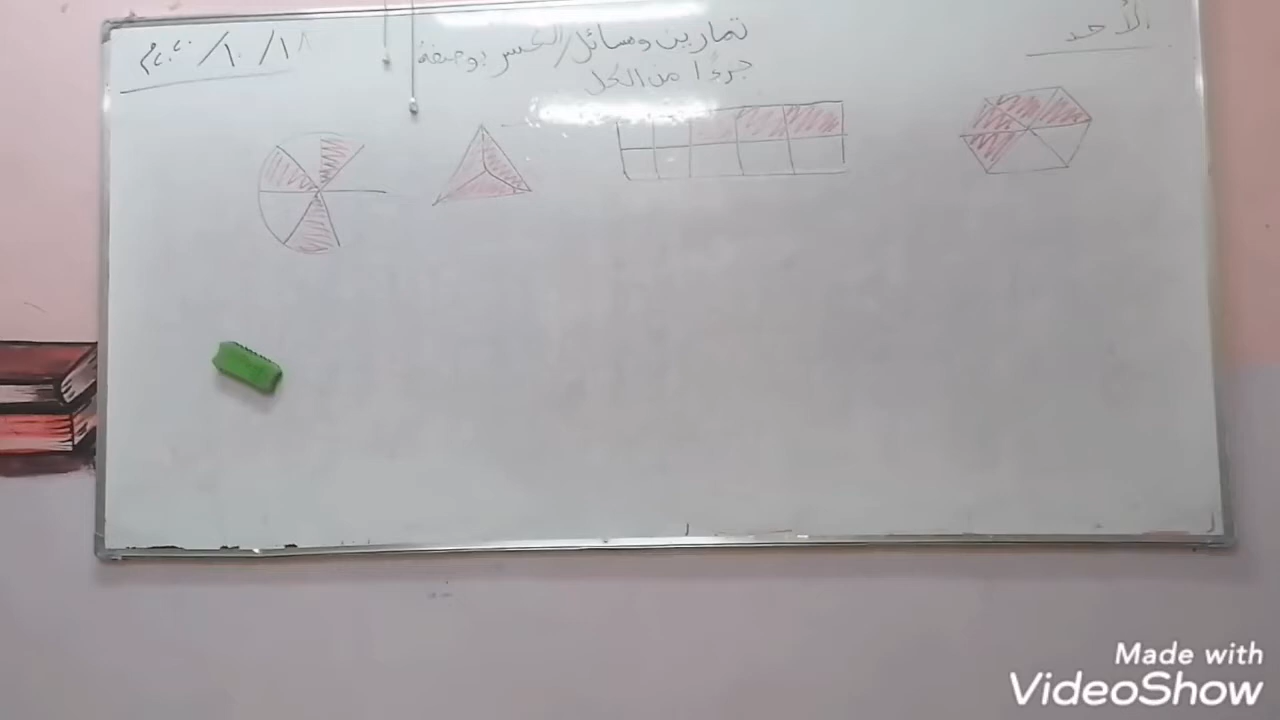 الأحد
تمارين ومسائل/الكسر بوصفه
جزءًا من الكل
١٨/١٠/٢٠٢٠م
Made with
VideoShow